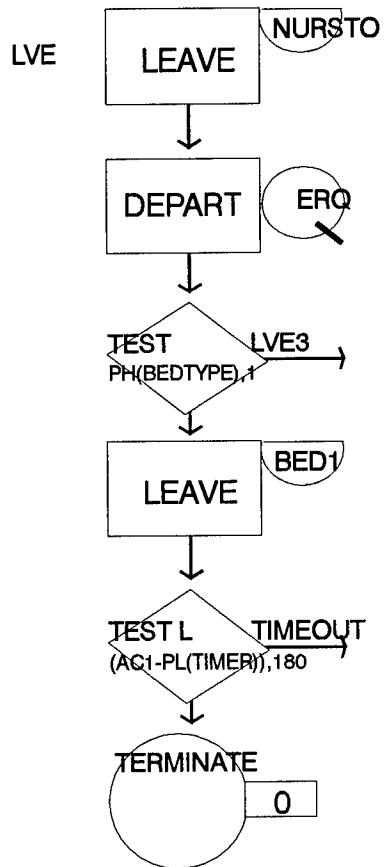 NURSTO
LVE LEAVE
DEPART ERQ
TEST LVE3
PH(BEDTYPE),1
BED1
LEAVE
TEST L TIMEOUT
(AC1-PL(TIMER)),180
TERMINATE
0